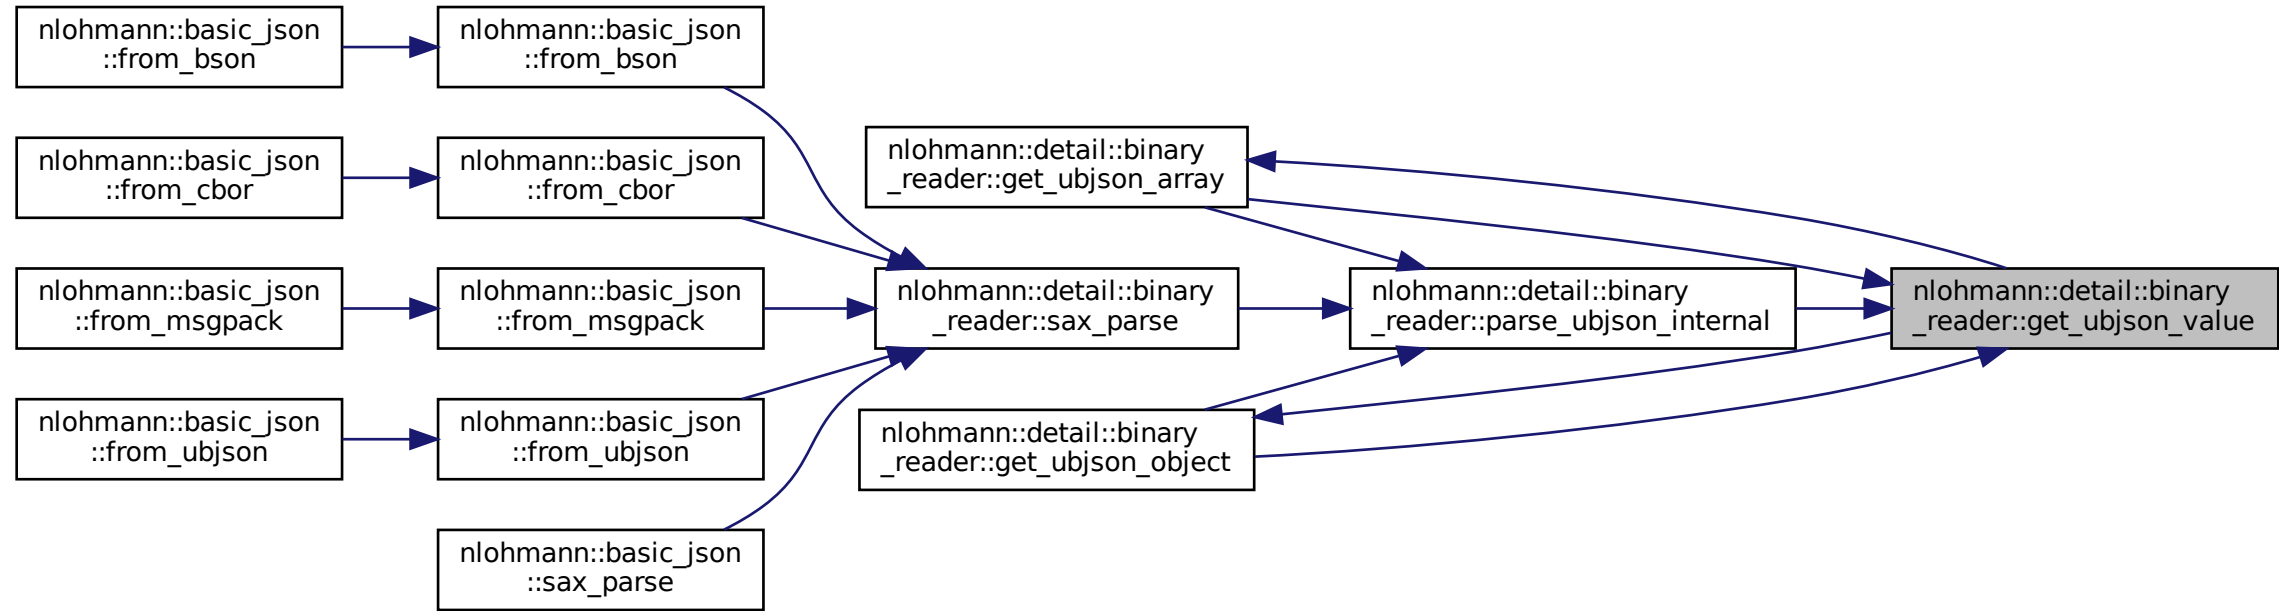 nlohmann::basic_json
::from_bson
nlohmann::basic_json
::from_bson
nlohmann::basic_json
::from_cbor
nlohmann::basic_json
::from_cbor
nlohmann::detail::binary
_reader::get_ubjson_array
nlohmann::basic_json
::from_msgpack
nlohmann::basic_json
::from_msgpack
nlohmann::detail::binary
_reader::sax_parse
nlohmann::detail::binary
_reader::parse_ubjson_internal
nlohmann::detail::binary
_reader::get_ubjson_value
nlohmann::basic_json
::from_ubjson
nlohmann::basic_json
::from_ubjson
nlohmann::detail::binary
_reader::get_ubjson_object
nlohmann::basic_json
::sax_parse